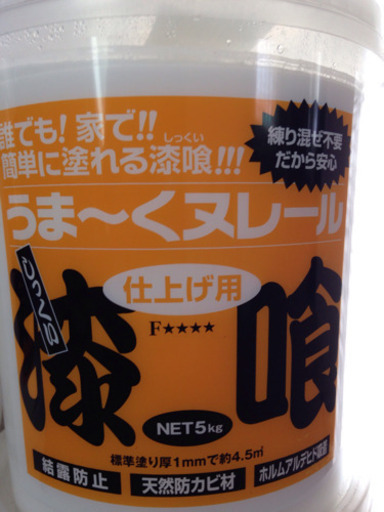 誰でも!家で!!
しっくい
簡単に塗れる漆喰!!!
練り混ぜ不要
だから安心
うま〜くヌレール
しっくい
仕上げ用
F★★★★
漆喰
NET5kg
標準塗り厚1mmで約4.5㎡
結露防止
天然防カビ材
ホルムアルデヒド